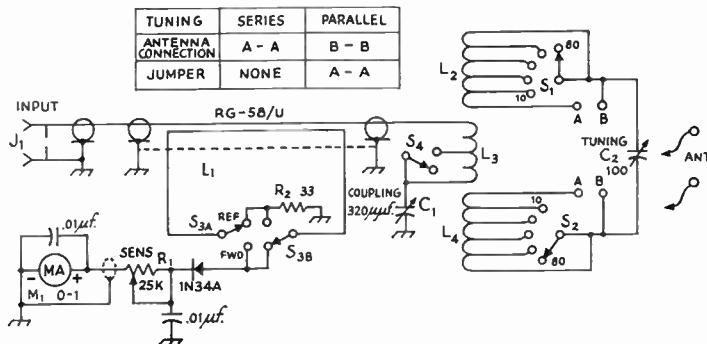 TUNING SERIES PARALLEL
ANTENNA CONNECTION A-A B-B
JUMPER NONE A-A
INPUT
J1
RG-58/U
L1
L2
80
10
S1
A B
TUNING
C2
100
ANT
S4
L3
COUPLING
320µµf.
C1
R2 33
S3A
REF
FWD
S3B
A B
10
L4
S2
80
.01µf.
MA
- +
M1 0-1
SENS
R1
25K
1N34A
.01µf.